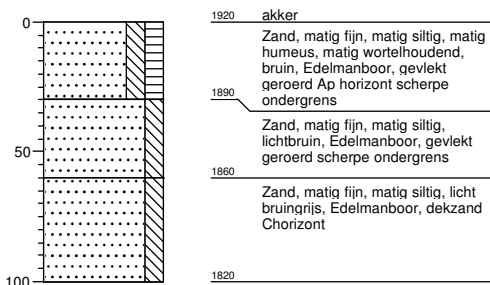 0
50
100
1920 akker
Zand, matig fijn, matig siltig, matig
humeus, matig wortelhoudend,
bruin, Edelmanboor, gevlekt
geroerd Ap horizont scherpe
ondergrens
1890
Zand, matig fijn, matig siltig,
lichtbruin, Edelmanboor, gevlekt
geroerd scherpe ondergrens
1860
Zand, matig fijn, matig siltig, licht
bruingrijs, Edelmanboor, dekzand
Chorizont
1820